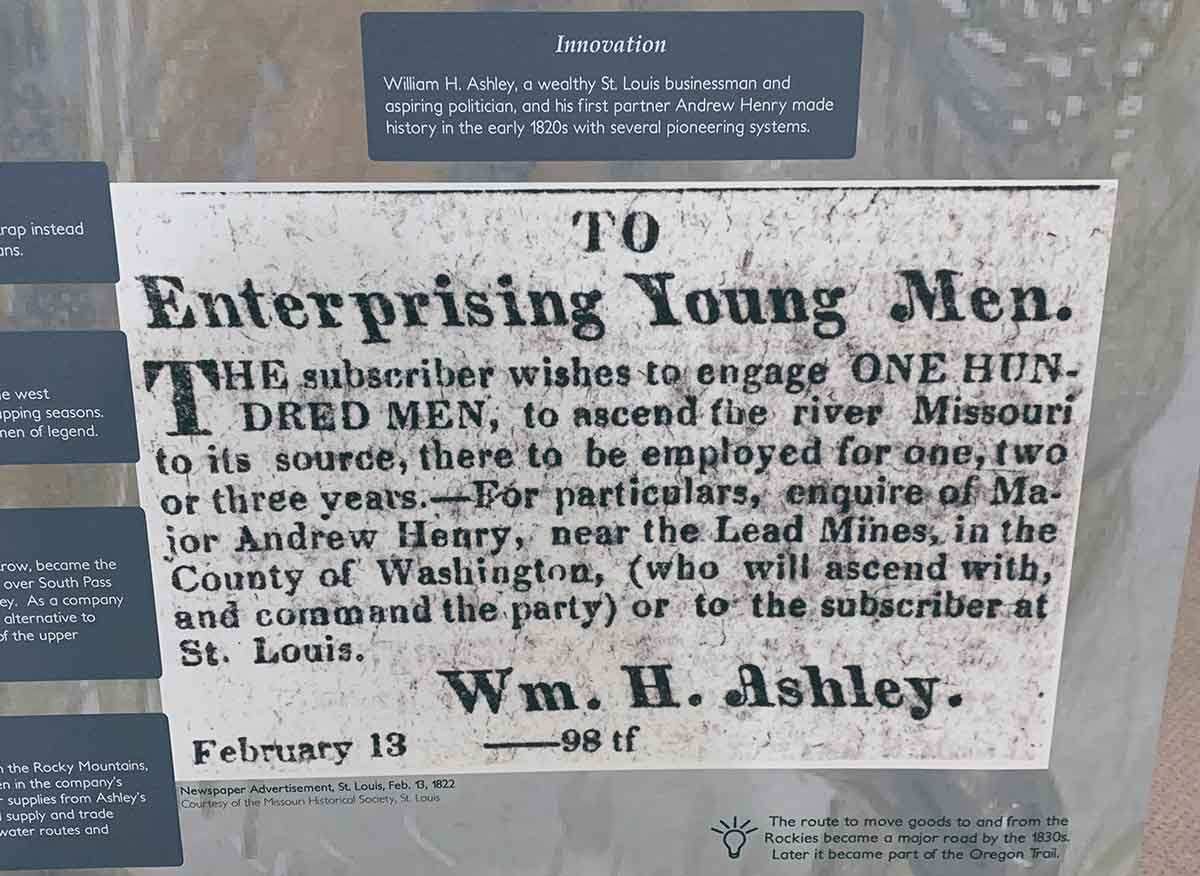 Innovation
William H. Ashley, a wealthy St. Louis businessman and
aspiring politician, and his first partner Andrew Henry made
history in the early 1820s with several pioneering systems.
rap instead
ans.
e west
pping seasons.
nen of legend.
row, became the
over South Pass
ey. As a company
alternative to
of the upper
n the Rocky Mountains,
en in the company's
supplies from Ashley's
supply and trade
water routes and
TO
Enterprising Young Men.
THE subscriber wishes to engage ONE HUN-
DRED MEN, to ascend the river Missouri
to its source, there to be employed for one, two
or three years.—For particulars, enquire of Ma-
jor Andrew Henry, near the Lead Mines, in the
County of Washington, (who will ascend with,
and command the party) or to the subscriber at
St. Louis.
Wm. H. Ashley.
February 13 ——98 tf
Newspaper Advertisement, St. Louis, Feb. 13, 1822
Courtesy of the Missouri Historical Society, St. Louis
The route to move goods to and from the
Rockies became a major road by the 1830s.
Later it became part of the Oregon Trail.